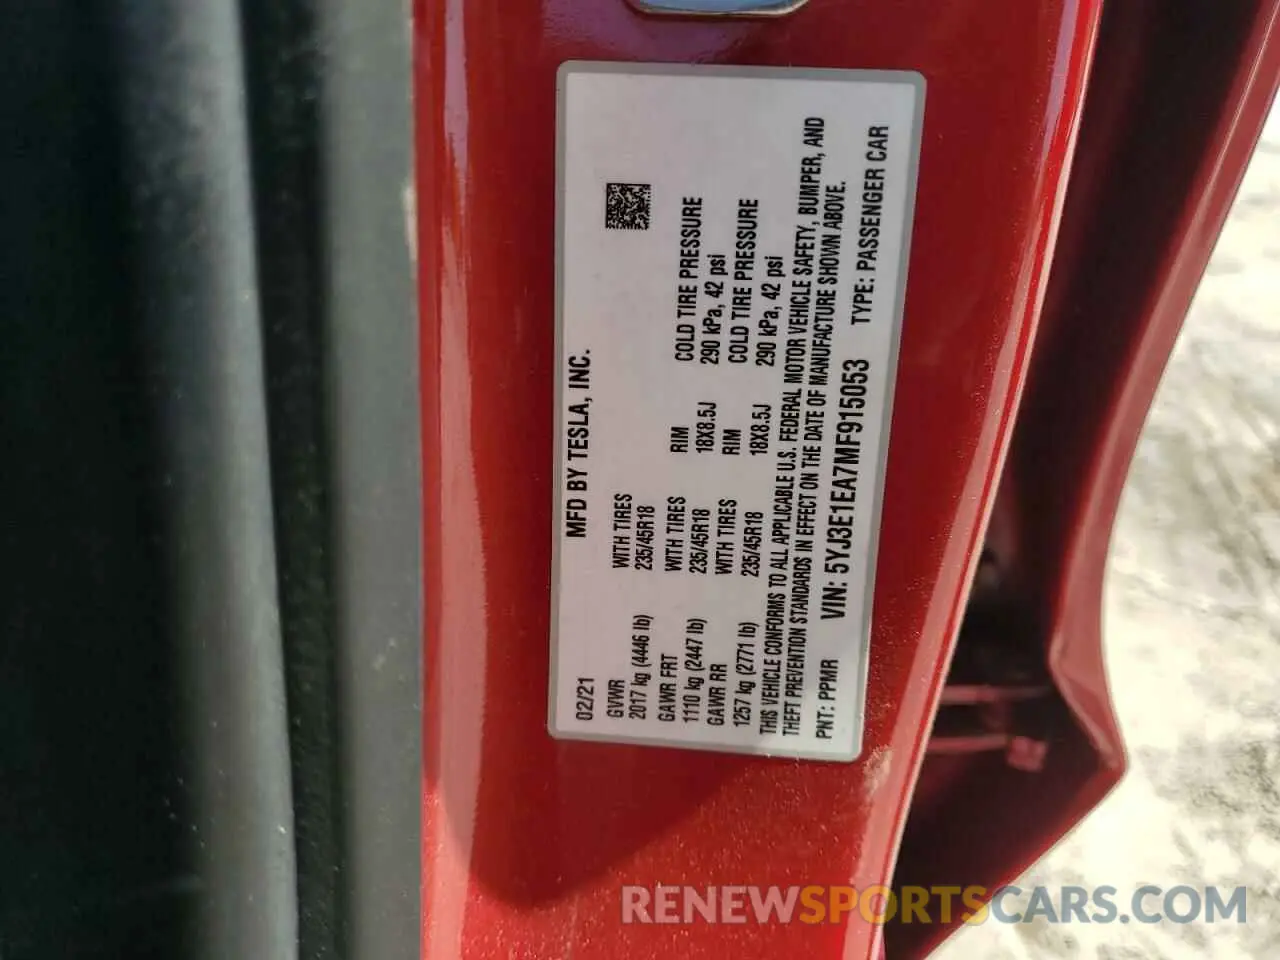 MFD BY TESLA, INC.
02/21
GVWR
2017 kg (4446 lb)
WITH TIRES
235/45R18
GAWR FRT
1110 kg (2447 lb)
WITH TIRES
235/45R18
RIM
18X8.5J
COLD TIRE PRESSURE
290 kPa, 42 psi
GAWR RR
1257 kg (2771 lb)
WITH TIRES
235/45R18
RIM
18X8.5J
COLD TIRE PRESSURE
290 kPa, 42 psi
THIS VEHICLE CONFORMS TO ALL APPLICABLE U.S. FEDERAL MOTOR VEHICLE SAFETY, BUMPER, AND
THEFT PREVENTION STANDARDS IN EFFECT ON THE DATE OF MANUFACTURE SHOWN ABOVE.
PNT: PPMR VIN: 5YJ3E1EA7MF915053 TYPE: PASSENGER CAR
RENEWSPORTSCARS.COM